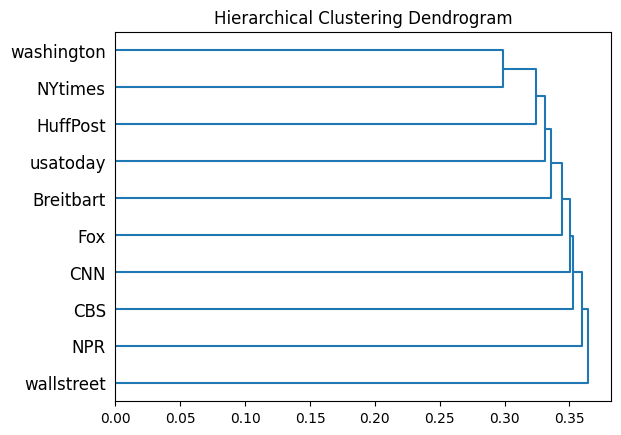 Hierarchical Clustering Dendrogram
washington
NYtimes
HuffPost
usatoday
Breitbart
Fox
CNN
CBS
NPR
wallstreet
0.00 0.05 0.10 0.15 0.20 0.25 0.30 0.35